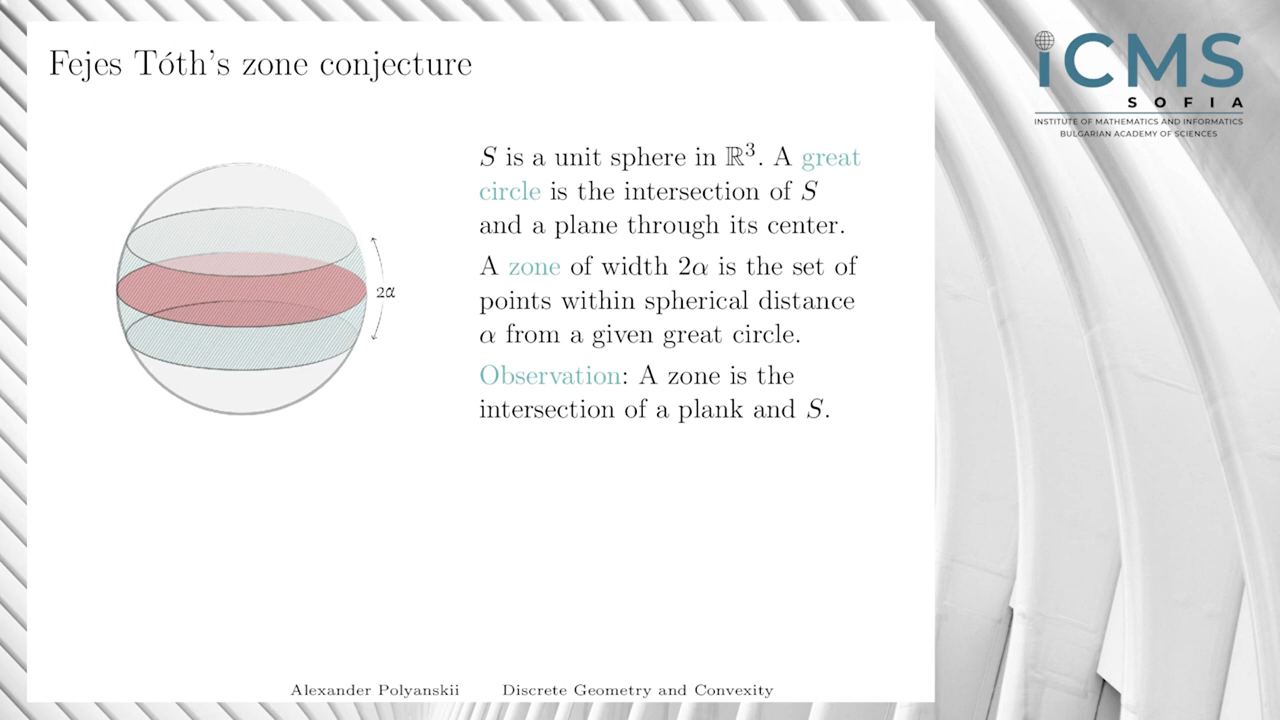 Fejes Tóth's zone conjecture
iCMS
SOFIA
INSTITUTE OF MATHEMATICS AND INFORMATICS
BULGARIAN ACADEMY OF SCIENCES
2α
S is a unit sphere in ℝ³. A great
circle is the intersection of S
and a plane through its center.
A zone of width 2α is the set of
points within spherical distance
α from a given great circle.
Observation: A zone is the
intersection of a plank and S.
Alexander Polyanskii Discrete Geometry and Convexity